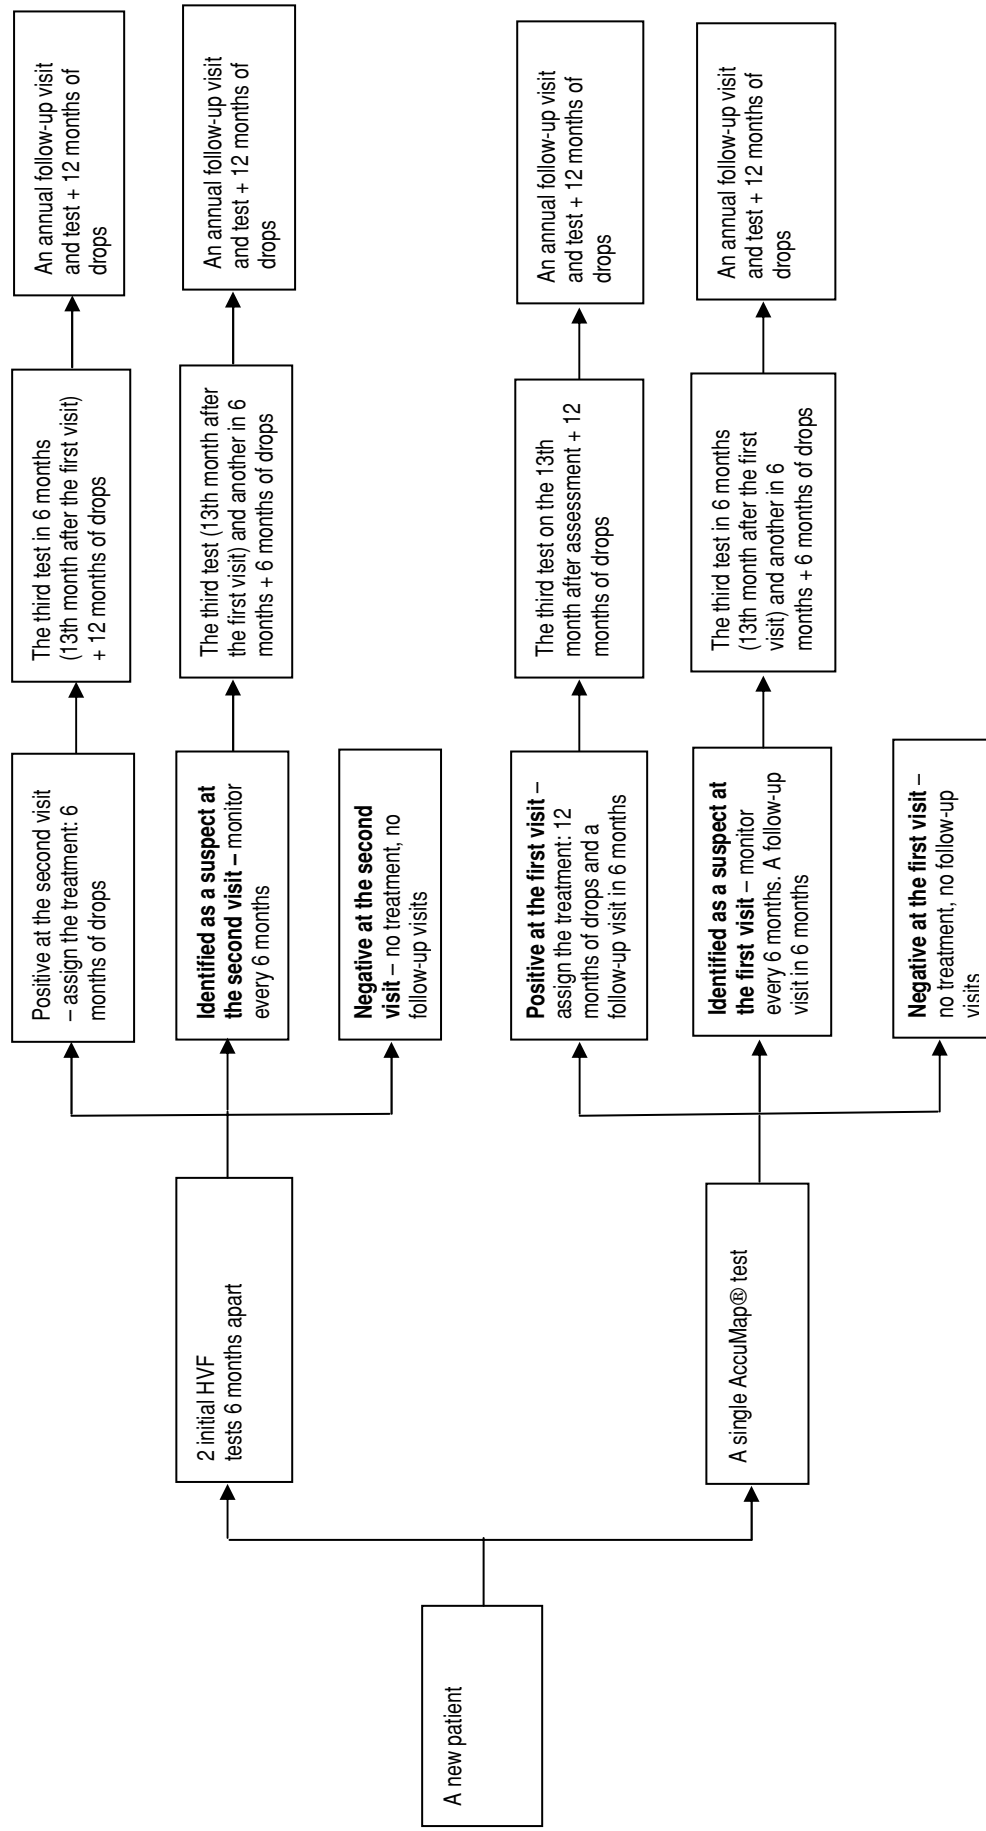 A new patient
2 initial HVF
tests 6 months apart
A single AccuMap® test
Positive at the second visit
– assign the treatment: 6
months of drops
Identified as a suspect at
the second visit – monitor
every 6 months
Negative at the second
visit – no treatment, no
follow-up visits
Positive at the first visit –
assign the treatment: 12
months of drops and a
follow-up visit in 6 months
Identified as a suspect at
the first visit – monitor
every 6 months. A follow-up
visit in 6 months
Negative at the first visit –
no treatment, no follow-up
visits
The third test in 6 months
(13th month after the first visit)
+ 12 months of drops
The third test (13th month after
the first visit) and another in 6
months + 6 months of drops
The third test on the 13th
month after assessment + 12
months of drops
The third test in 6 months
(13th month after the first
visit) and another in 6
months + 6 months of drops
An annual follow-up visit
and test + 12 months of
drops
An annual follow-up visit
and test + 12 months of
drops
An annual follow-up visit
and test + 12 months of
drops
An annual follow-up visit
and test + 12 months of
drops